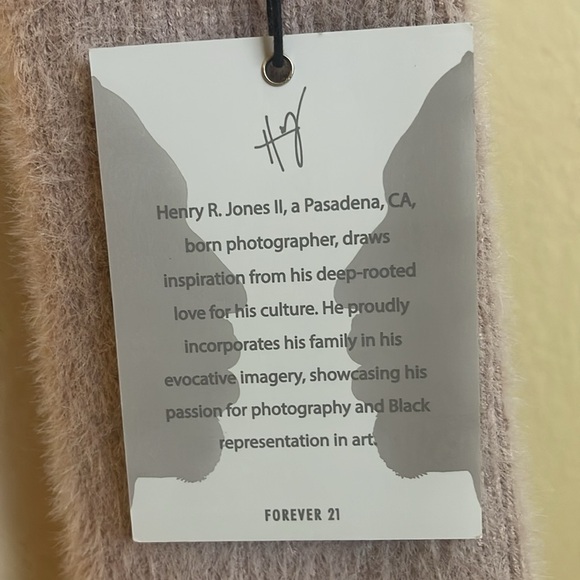 Henry R. Jones II, a Pasadena, CA,
born photographer, draws
inspiration from his deep-rooted
love for his culture. He proudly
incorporates his family in his
evocative imagery, showcasing his
passion for photography and Black
representation in art.
FOREVER 21